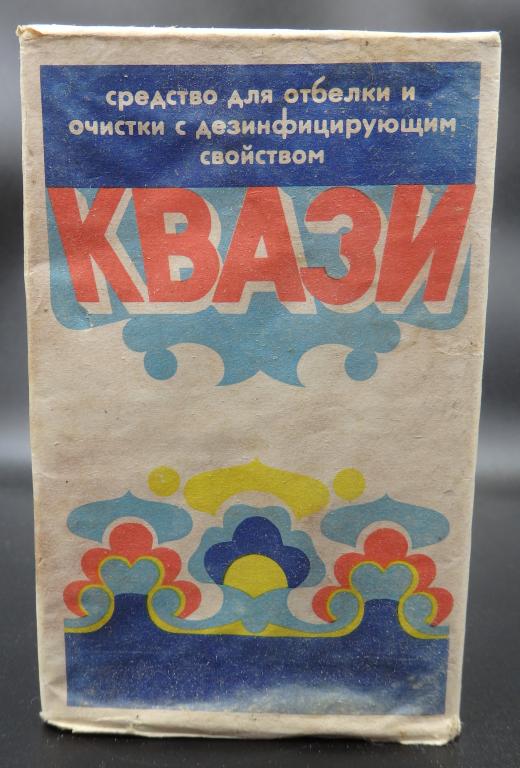 средство для отбелки и
очистки с дезинфицирующим
свойством
КВАЗИ